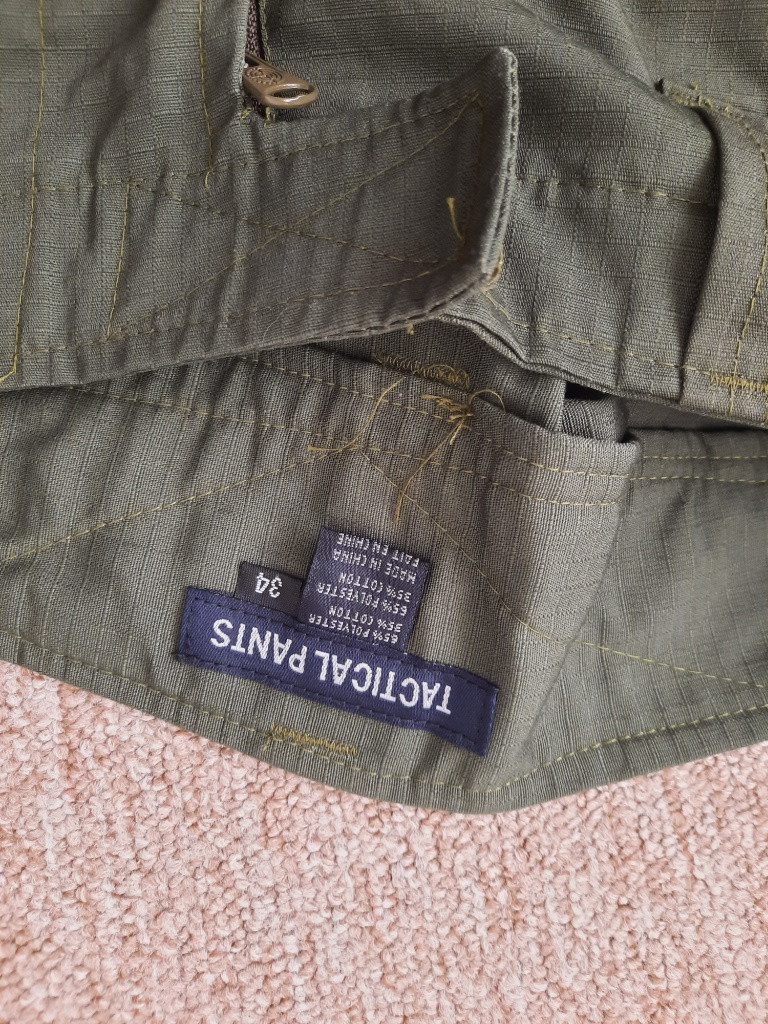 TACTICAL PANTS
34
65% POLYESTER
35% COTTON
65% POLYESTER
35% COTTON
MADE IN CHINA
FAIT EN CHINE